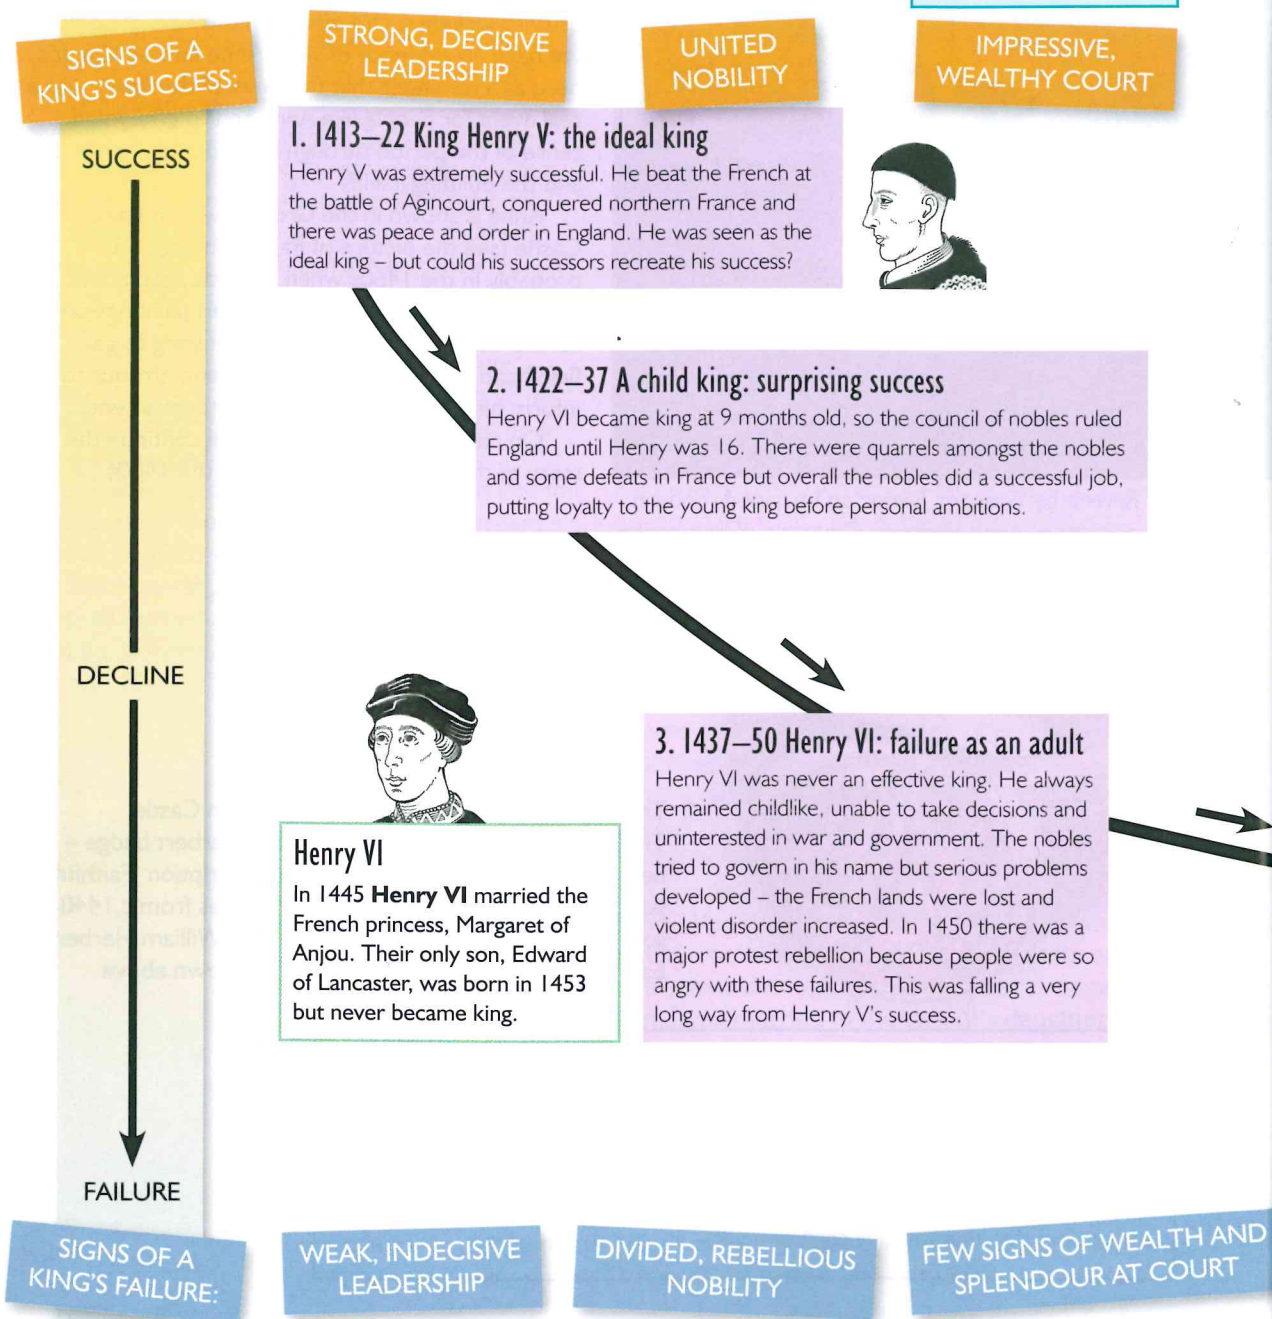 SIGNS OF A
KING'S SUCCESS:
STRONG, DECISIVE
LEADERSHIP
UNITED
NOBILITY
IMPRESSIVE,
WEALTHY COURT
SUCCESS
1. 1413–22 King Henry V: the ideal king
Henry V was extremely successful. He beat the French at
the battle of Agincourt, conquered northern France and
there was peace and order in England. He was seen as the
ideal king – but could his successors recreate his success?
2. 1422–37 A child king: surprising success
Henry VI became king at 9 months old, so the council of nobles ruled
England until Henry was 16. There were quarrels amongst the nobles
and some defeats in France but overall the nobles did a successful job,
putting loyalty to the young king before personal ambitions.
DECLINE
3. 1437–50 Henry VI: failure as an adult
Henry VI was never an effective king. He always
remained childlike, unable to take decisions and
uninterested in war and government. The nobles
tried to govern in his name but serious problems
developed – the French lands were lost and
violent disorder increased. In 1450 there was a
major protest rebellion because people were so
angry with these failures. This was falling a very
long way from Henry V's success.
Henry VI
In 1445 Henry VI married the
French princess, Margaret of
Anjou. Their only son, Edward
of Lancaster, was born in 1453
but never became king.
FAILURE
SIGNS OF A
KING'S FAILURE:
WEAK, INDECISIVE
LEADERSHIP
DIVIDED, REBELLIOUS
NOBILITY
FEW SIGNS OF WEALTH AND
SPLENDOUR AT COURT